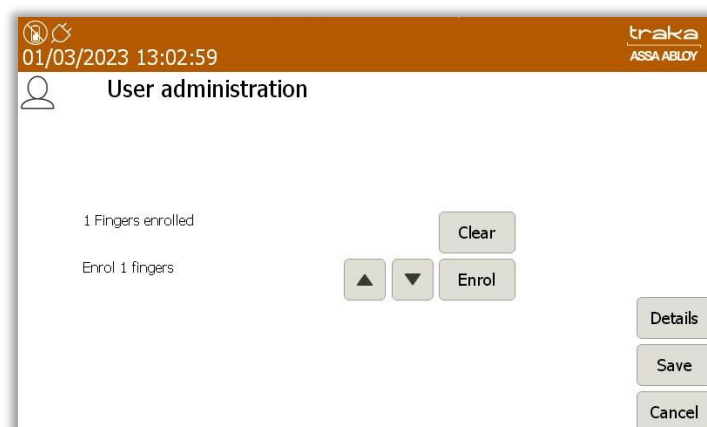 01/03/2023 13:02:59
traka
ASSA ABLOY
User administration
1 Fingers enrolled
Clear
Enrol 1 fingers
Enrol
Details
Save
Cancel